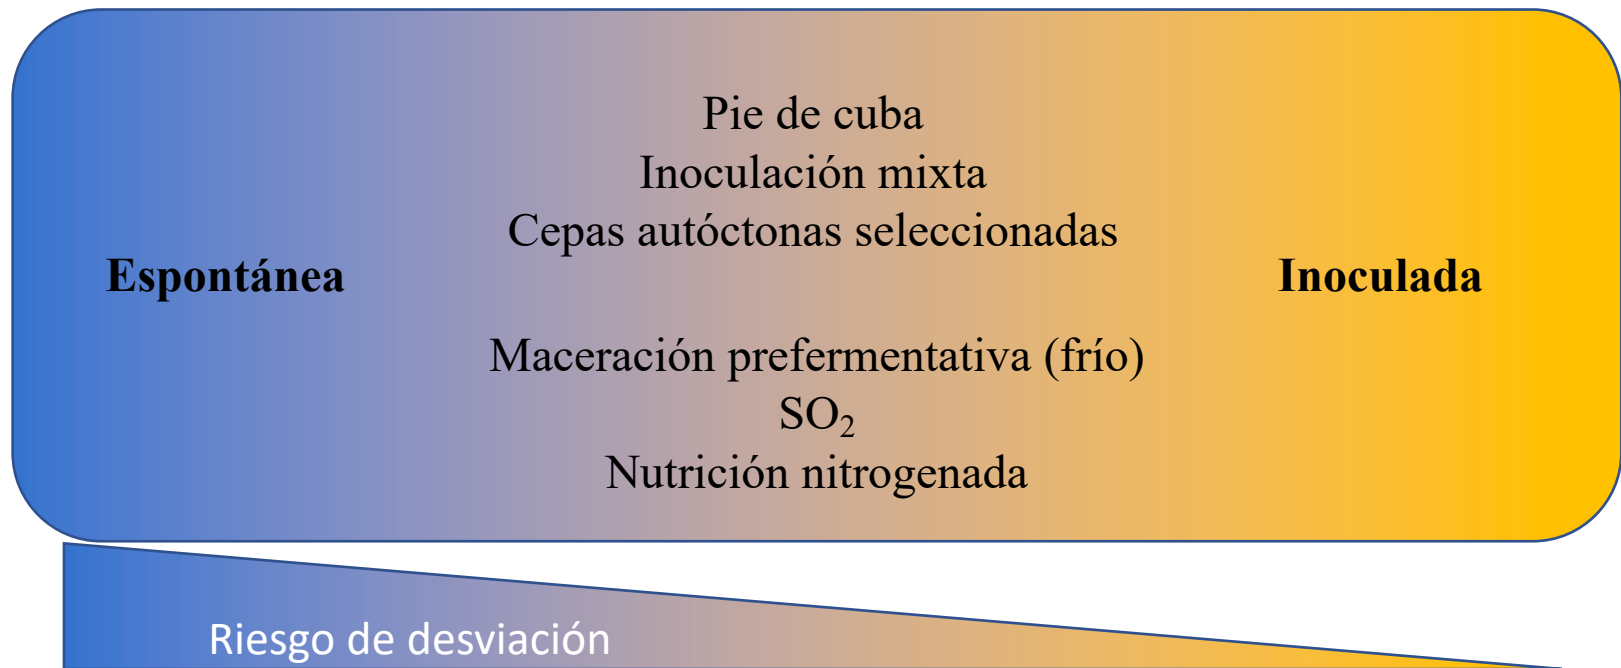 Pie de cuba
Inoculación mixta
Cepas autóctonas seleccionadas
Espontánea
Inoculada
Maceración prefermentativa (frío)
SO₂
Nutrición nitrogenada
Riesgo de desviación